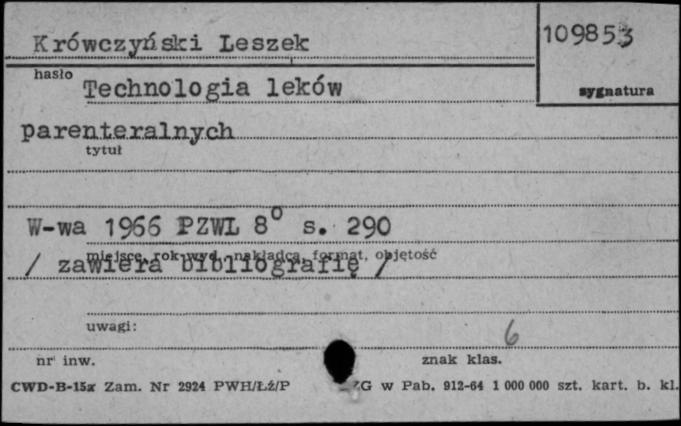 Krówczyński Leszek
109853
hasło
sygnatura
Technologia leków
parenteralnych
tytuł
W-wa 1966 PZWL 8° s. 290
miejsce, rok wyd., nakładca, format, objętość
/ zawiera bibliografię /
uwagi:
6
nr inw.
znak klas.
CWD-B-15x Zam. Nr 2924 PWH/Łź/P ZG w Pab. 912-64 1 000 000 szt. kart. b. kl.